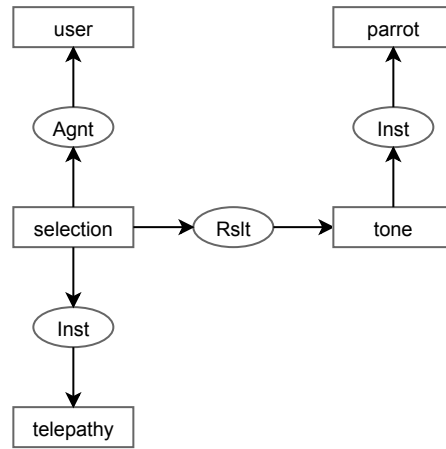 user
parrot
Agnt
Inst
selection
Rslt
tone
Inst
telepathy